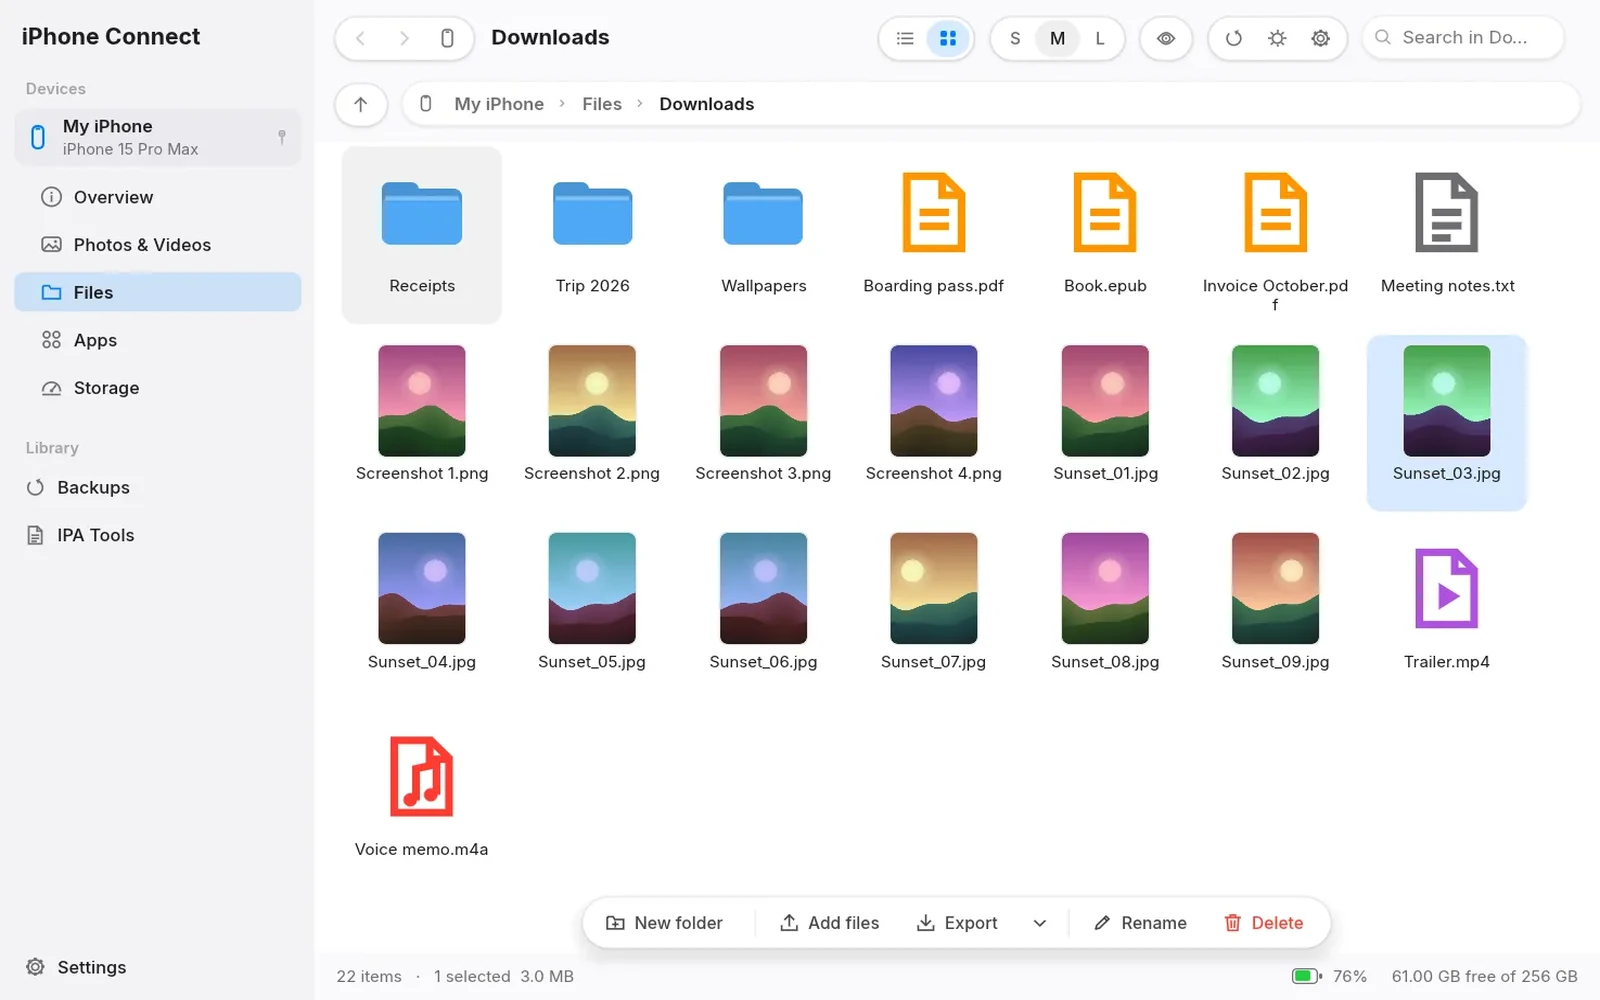 iPhone Connect
Devices
My iPhone
iPhone 15 Pro Max
Overview
Photos & Videos
Files
Apps
Storage
Library
Backups
IPA Tools
Settings
Downloads
S M L
Search in Do...
My iPhone › Files › Downloads
Receipts
Trip 2026
Wallpapers
Boarding pass.pdf
Book.epub
Invoice October.pd
f
Meeting notes.txt
Screenshot 1.png
Screenshot 2.png
Screenshot 3.png
Screenshot 4.png
Sunset_01.jpg
Sunset_02.jpg
Sunset_03.jpg
Sunset_04.jpg
Sunset_05.jpg
Sunset_06.jpg
Sunset_07.jpg
Sunset_08.jpg
Sunset_09.jpg
Trailer.mp4
Voice memo.m4a
New folder
Add files
Export
Rename
Delete
22 items · 1 selected 3.0 MB
76%
61.00 GB free of 256 GB